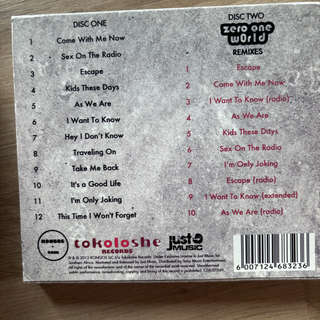 DISC ONE
1 Come With Me Now
2 Sex On The Radio
3 Escape
4 Kids These Days
5 As We Are
6 I Want To Know
7 Hey I Don't Know
8 Traveling On
9 Take Me Back
10 It's a Good Life
11 I'm Only Joking
12 This Time I Won't Forget
DISC TWO
zero one
world
REMIXES
1 Escape
2 Come With Me Now
3 I Want To Know (radio)
4 As We Are
5 Kids These Days
6 Sex On The Radio
7 I'm Only Joking
8 Escape (radio)
9 I Want To Know (extended)
10 As We Are (radio)
KONGOS
tokoloshe
RECORDS
just
MUSIC
6 007124 683236